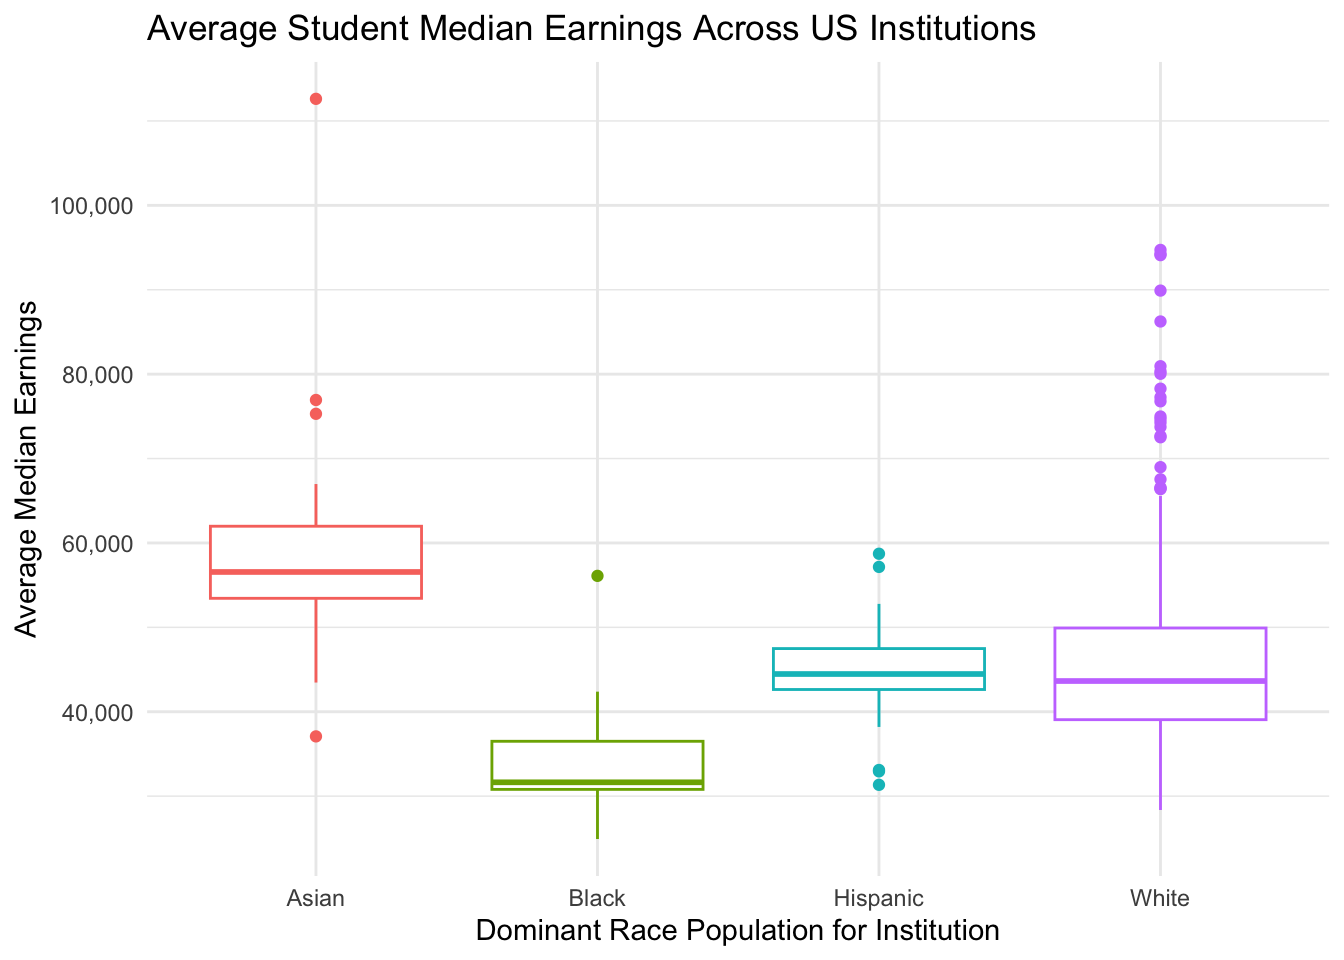 Average Student Median Earnings Across US Institutions
Average Median Earnings
100,000
80,000
60,000
40,000
Asian
Black
Hispanic
White
Dominant Race Population for Institution